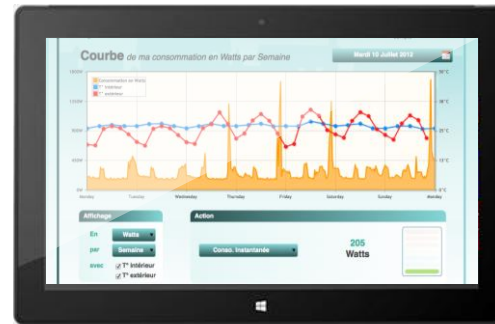 Courbe de ma consommation en Watts par Semaine
Mardi 10 Juillet 2012
Consommation en Watts
T° intérieur
T° extérieur
Monday Tuesday Wednesday Thursday Friday Saturday Sunday Monday
Affichage
Action
En Watts
par Semaine
avec T° intérieur
T° extérieur
Conso. Instantanée
205
Watts